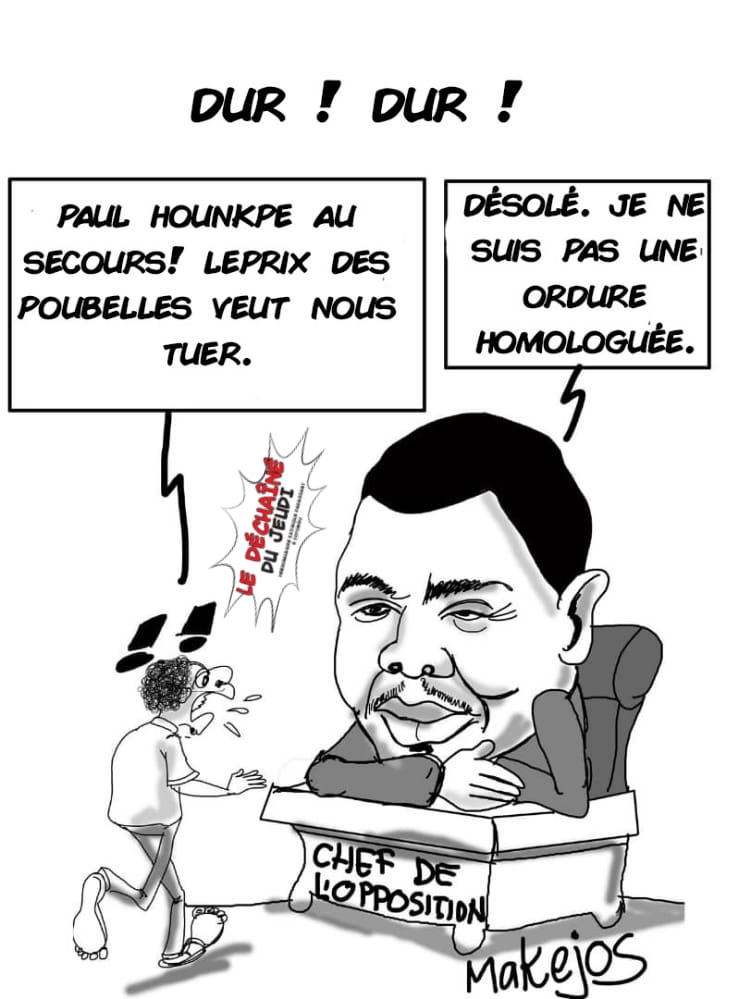 DUR ! DUR !
PAUL HOUNKPE AU
SECOURS! LEPRIX DES
POUBELLES VEUT NOUS
TUER.
DÉSOLÉ. JE NE
SUIS PAS UNE
ORDURE
HOMOLOGUÉE.
LE DÉCHAÎNÉ
DU JEUDI
CHEF DE
L'OPPOSITION
Makejos